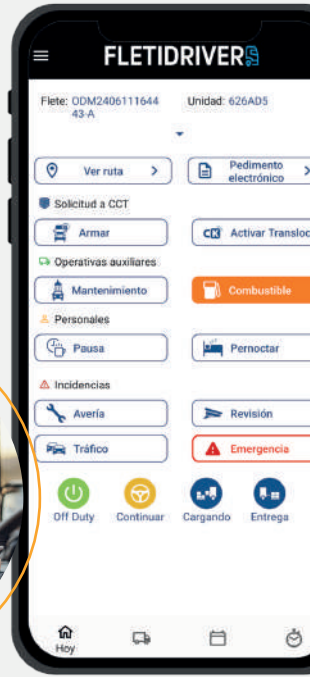 FLETIDRIVER
Flete: ODM2406111644 Unidad: 626AD5
43-A
Ver ruta
Pedimento
electrónico
Solicitud a CCT
Armar
Activar Transloc
Operativas auxiliares
Mantenimiento
Combustible
Personales
Pausa
Pernoctar
Incidencias
Avería
Revisión
Tráfico
Emergencia
Off Duty Continuar Cargando Entrega
Hoy